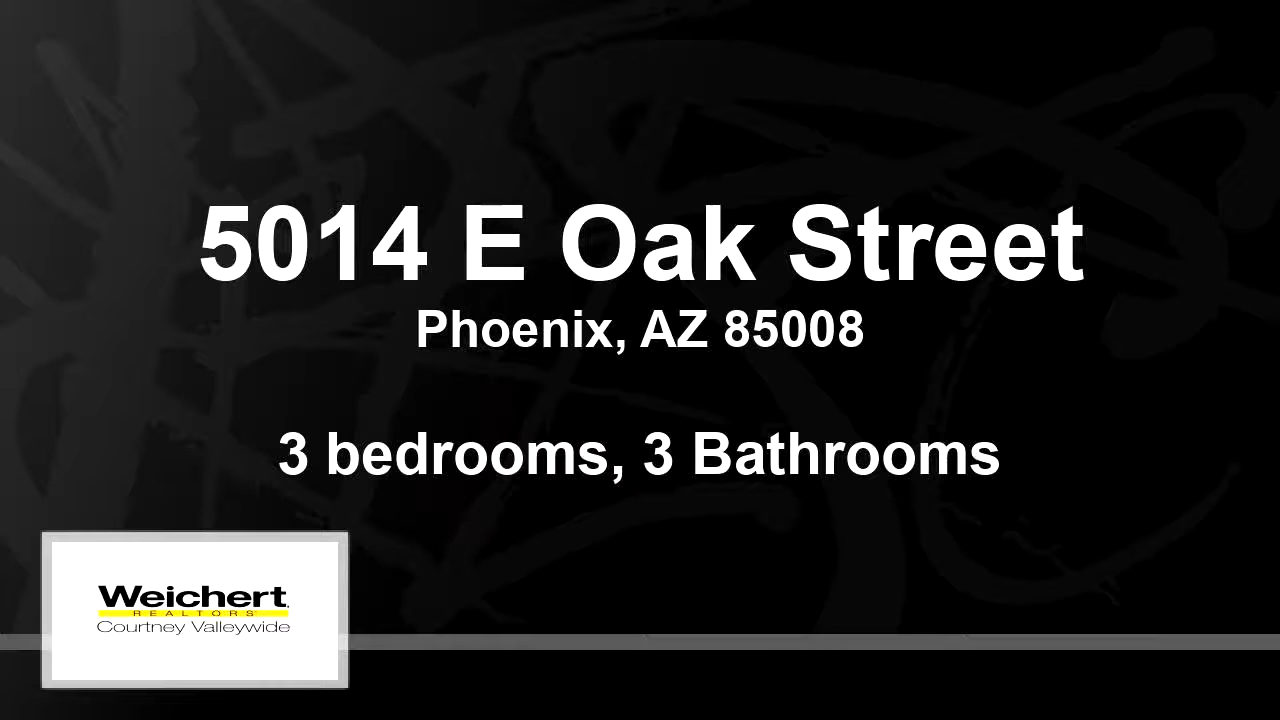 5014 E Oak Street
Phoenix, AZ 85008
3 bedrooms, 3 Bathrooms
Weichert.
REALTORS®
Courtney Valleywide